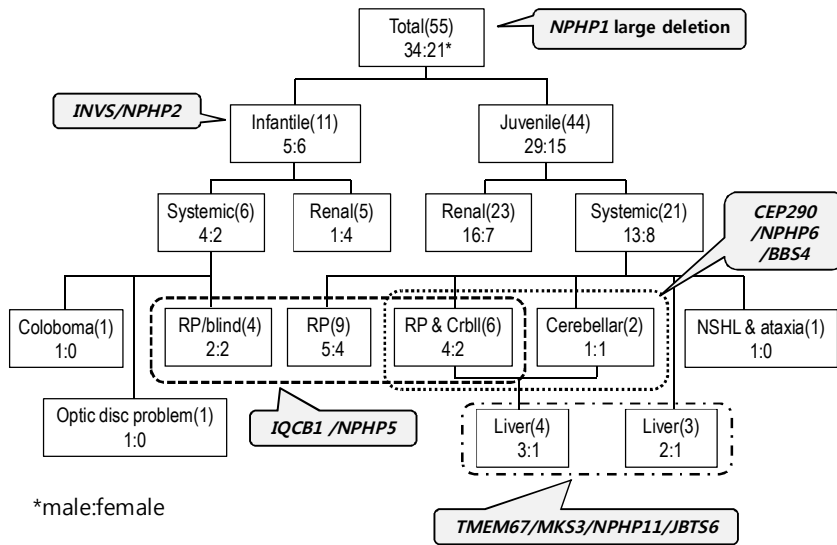 Total(55)
34:21*
NPHP1 large deletion
INVS/NPHP2
Infantile(11)
5:6
Juvenile(44)
29:15
Systemic(6)
4:2
Renal(5)
1:4
Renal(23)
16:7
Systemic(21)
13:8
CEP290
/NPHP6
/BBS4
Coloboma(1)
1:0
RP/blind(4)
2:2
RP(9)
5:4
RP & Crbll(6)
4:2
Cerebellar(2)
1:1
NSHL & ataxia(1)
1:0
Optic disc problem(1)
1:0
IQCB1 /NPHP5
Liver(4)
3:1
Liver(3)
2:1
*male:female
TMEM67/MKS3/NPHP11/JBTS6